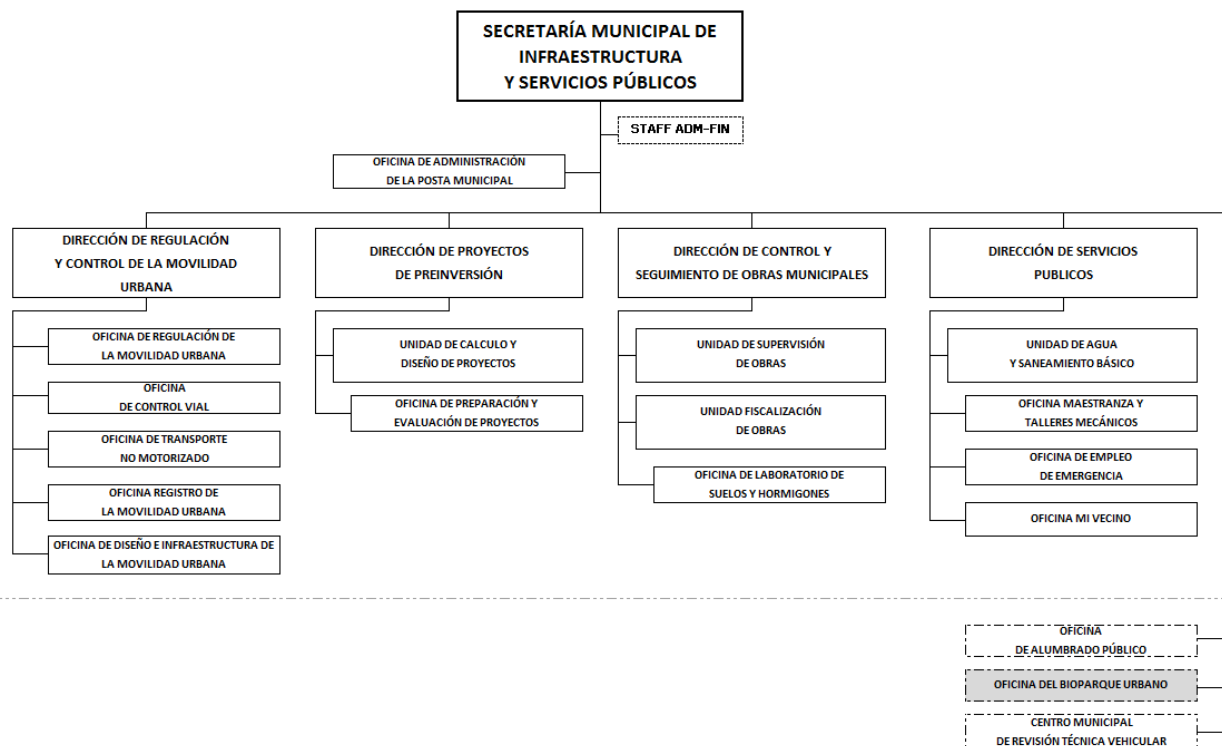 SECRETARÍA MUNICIPAL DE
INFRAESTRUCTURA
Y SERVICIOS PÚBLICOS
STAFF ADM-FIN
OFICINA DE ADMINISTRACIÓN
DE LA POSTA MUNICIPAL
DIRECCIÓN DE REGULACIÓN
Y CONTROL DE LA MOVILIDAD
URBANA
OFICINA DE REGULACIÓN DE
LA MOVILIDAD URBANA
OFICINA
DE CONTROL VIAL
OFICINA DE TRANSPORTE
NO MOTORIZADO
OFICINA REGISTRO DE
LA MOVILIDAD URBANA
OFICINA DE DISEÑO E INFRAESTRUCTURA DE
LA MOVILIDAD URBANA
DIRECCIÓN DE PROYECTOS
DE PREINVERSIÓN
UNIDAD DE CALCULO Y
DISEÑO DE PROYECTOS
OFICINA DE PREPARACIÓN Y
EVALUACIÓN DE PROYECTOS
DIRECCIÓN DE CONTROL Y
SEGUIMIENTO DE OBRAS MUNICIPALES
UNIDAD DE SUPERVISIÓN
DE OBRAS
UNIDAD FISCALIZACIÓN
DE OBRAS
OFICINA DE LABORATORIO DE
SUELOS Y HORMIGONES
DIRECCIÓN DE SERVICIOS
PUBLICOS
UNIDAD DE AGUA
Y SANEAMIENTO BÁSICO
OFICINA MAESTRANZA Y
TALLERES MECÁNICOS
OFICINA DE EMPLEO
DE EMERGENCIA
OFICINA MI VECINO
OFICINA
DE ALUMBRADO PÚBLICO
OFICINA DEL BIOPARQUE URBANO
CENTRO MUNICIPAL
DE REVISIÓN TÉCNICA VEHICULAR